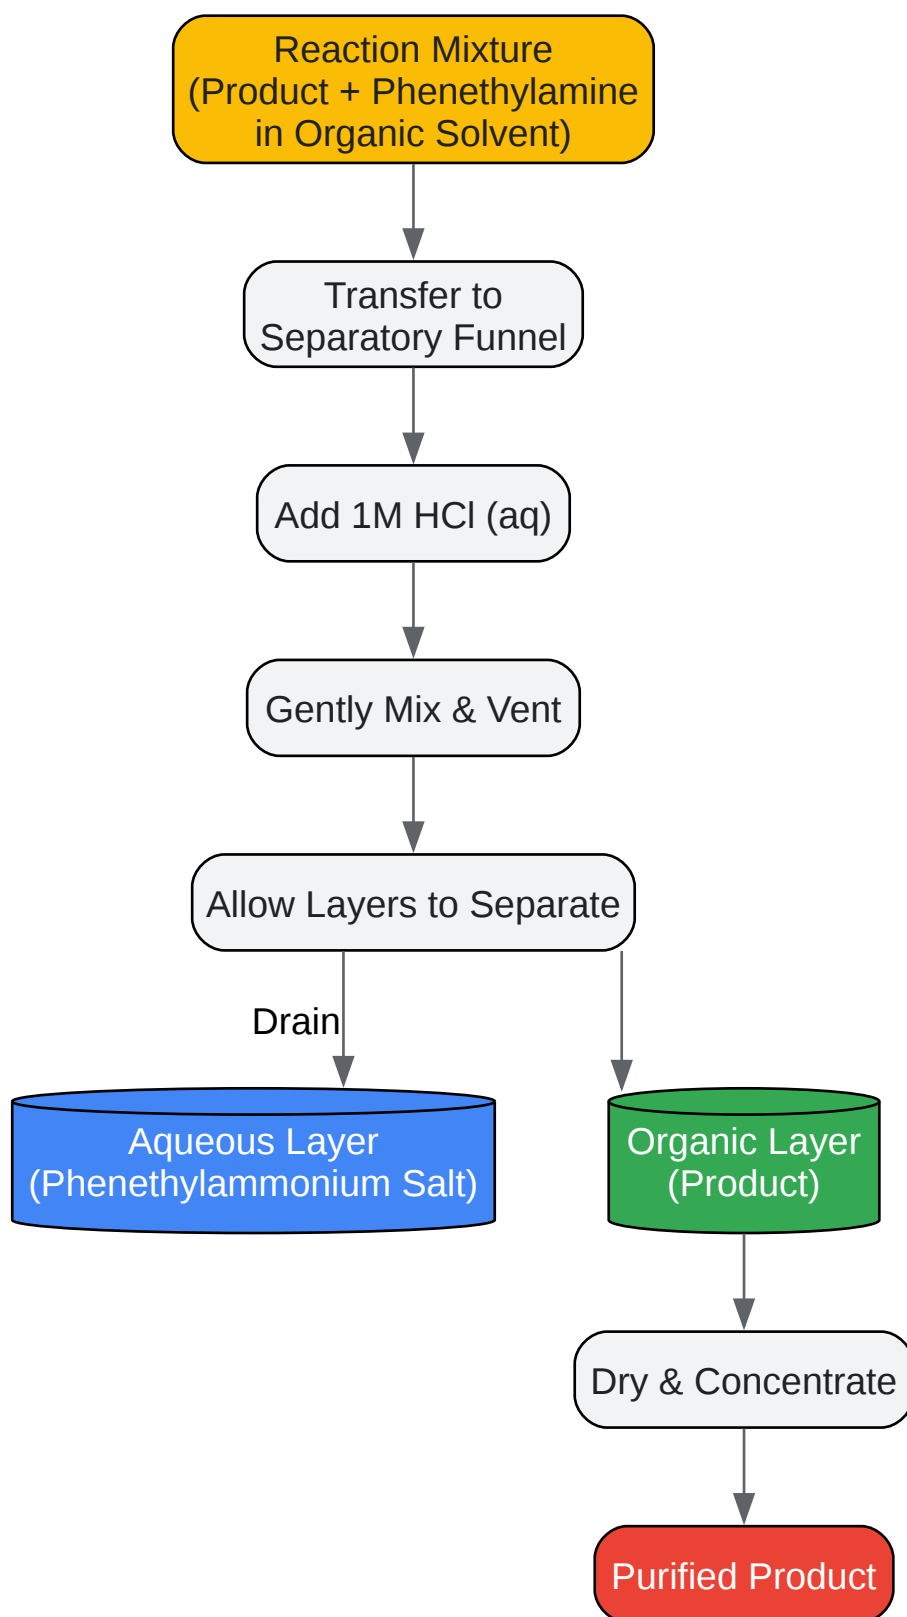 Reaction Mixture
(Product + Phenethylamine
in Organic Solvent)
Transfer to
Separatory Funnel
Add 1M HCl (aq)
Gently Mix & Vent
Allow Layers to Separate
Drain
Aqueous Layer
(Phenethylammonium Salt)
Organic Layer
(Product)
Dry & Concentrate
Purified Product